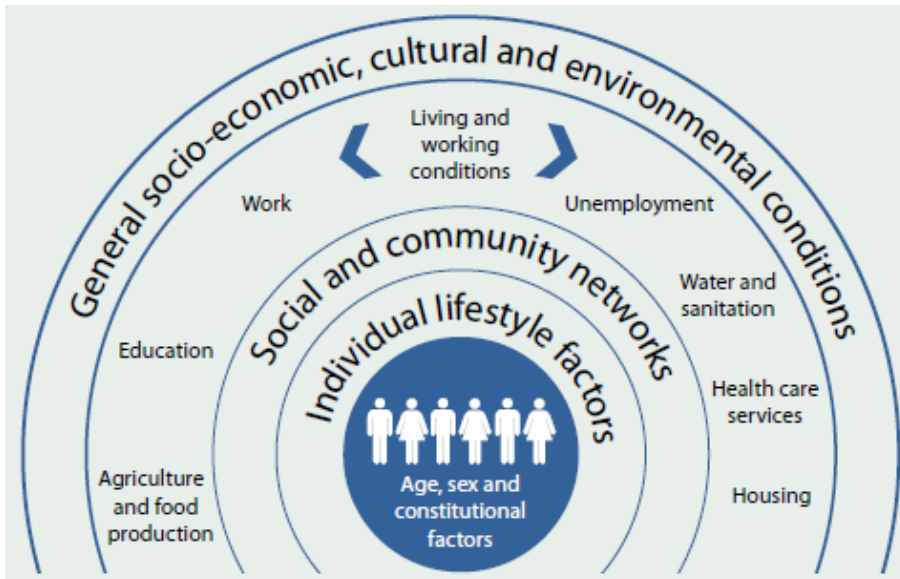 General socio-economic, cultural and environmental conditions
Living and
working
conditions
Work
Unemployment
Social and community networks
Water and
sanitation
Individual lifestyle factors
Education
Health care
services
Agriculture
and food
production
Age, sex and
constitutional
factors
Housing